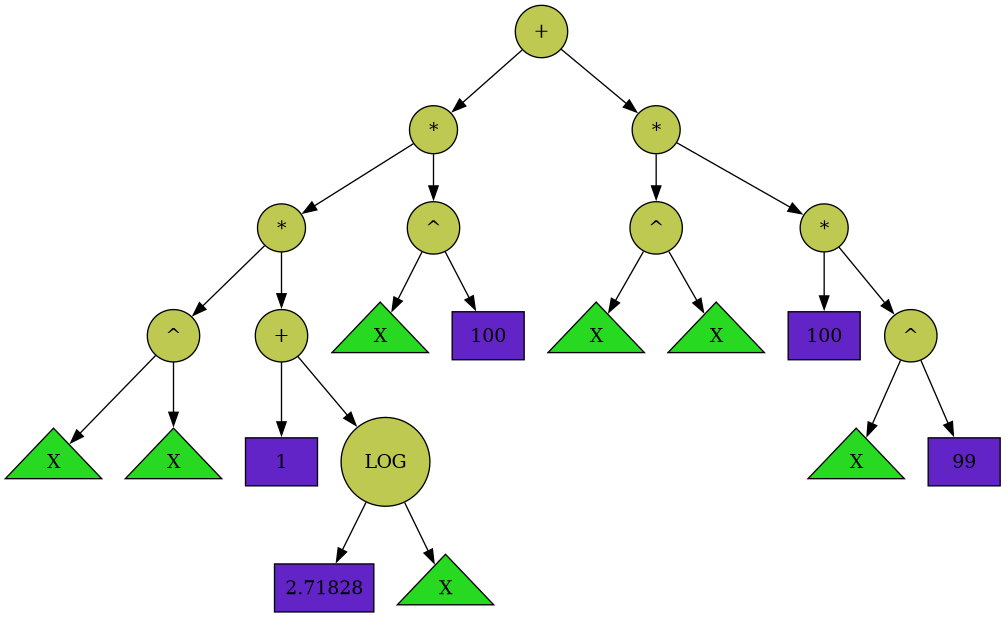 +
* *
* ^ ^ *
^ + X 100 X X 100 ^
X X 1 LOG X 99
2.71828 X